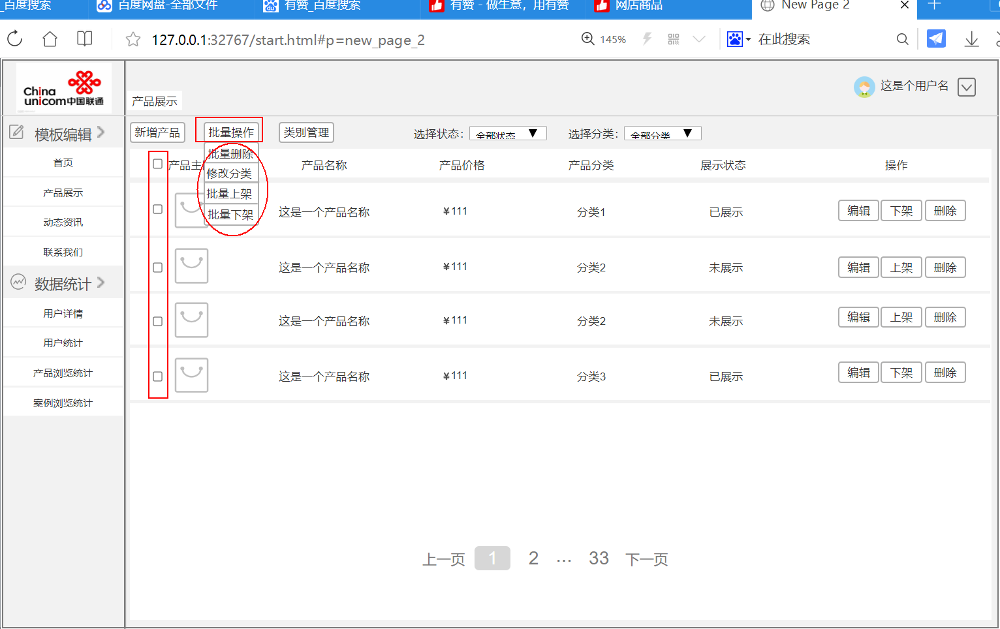 百度搜索 百度网盘-全部文件 有赞_百度搜索 有赞 - 做生意，用有赞 网店商品 New Page 2
127.0.0.1:32767/start.html#p=new_page_2 145% 在此搜索
China
unicom中国联通
产品展示
这是个用户名
模板编辑
首页
产品展示
动态资讯
联系我们
数据统计
用户详情
用户统计
产品浏览统计
案例浏览统计
新增产品 批量操作 类别管理 选择状态： 全部状态 选择分类： 全部分类
批量删除
修改分类
批量上架
批量下架
产品主 产品名称 产品价格 产品分类 展示状态 操作
这是一个产品名称 ￥111 分类1 已展示 编辑 下架 删除
这是一个产品名称 ￥111 分类2 未展示 编辑 上架 删除
这是一个产品名称 ￥111 分类2 未展示 编辑 上架 删除
这是一个产品名称 ￥111 分类3 已展示 编辑 下架 删除
上一页 1 2 ... 33 下一页